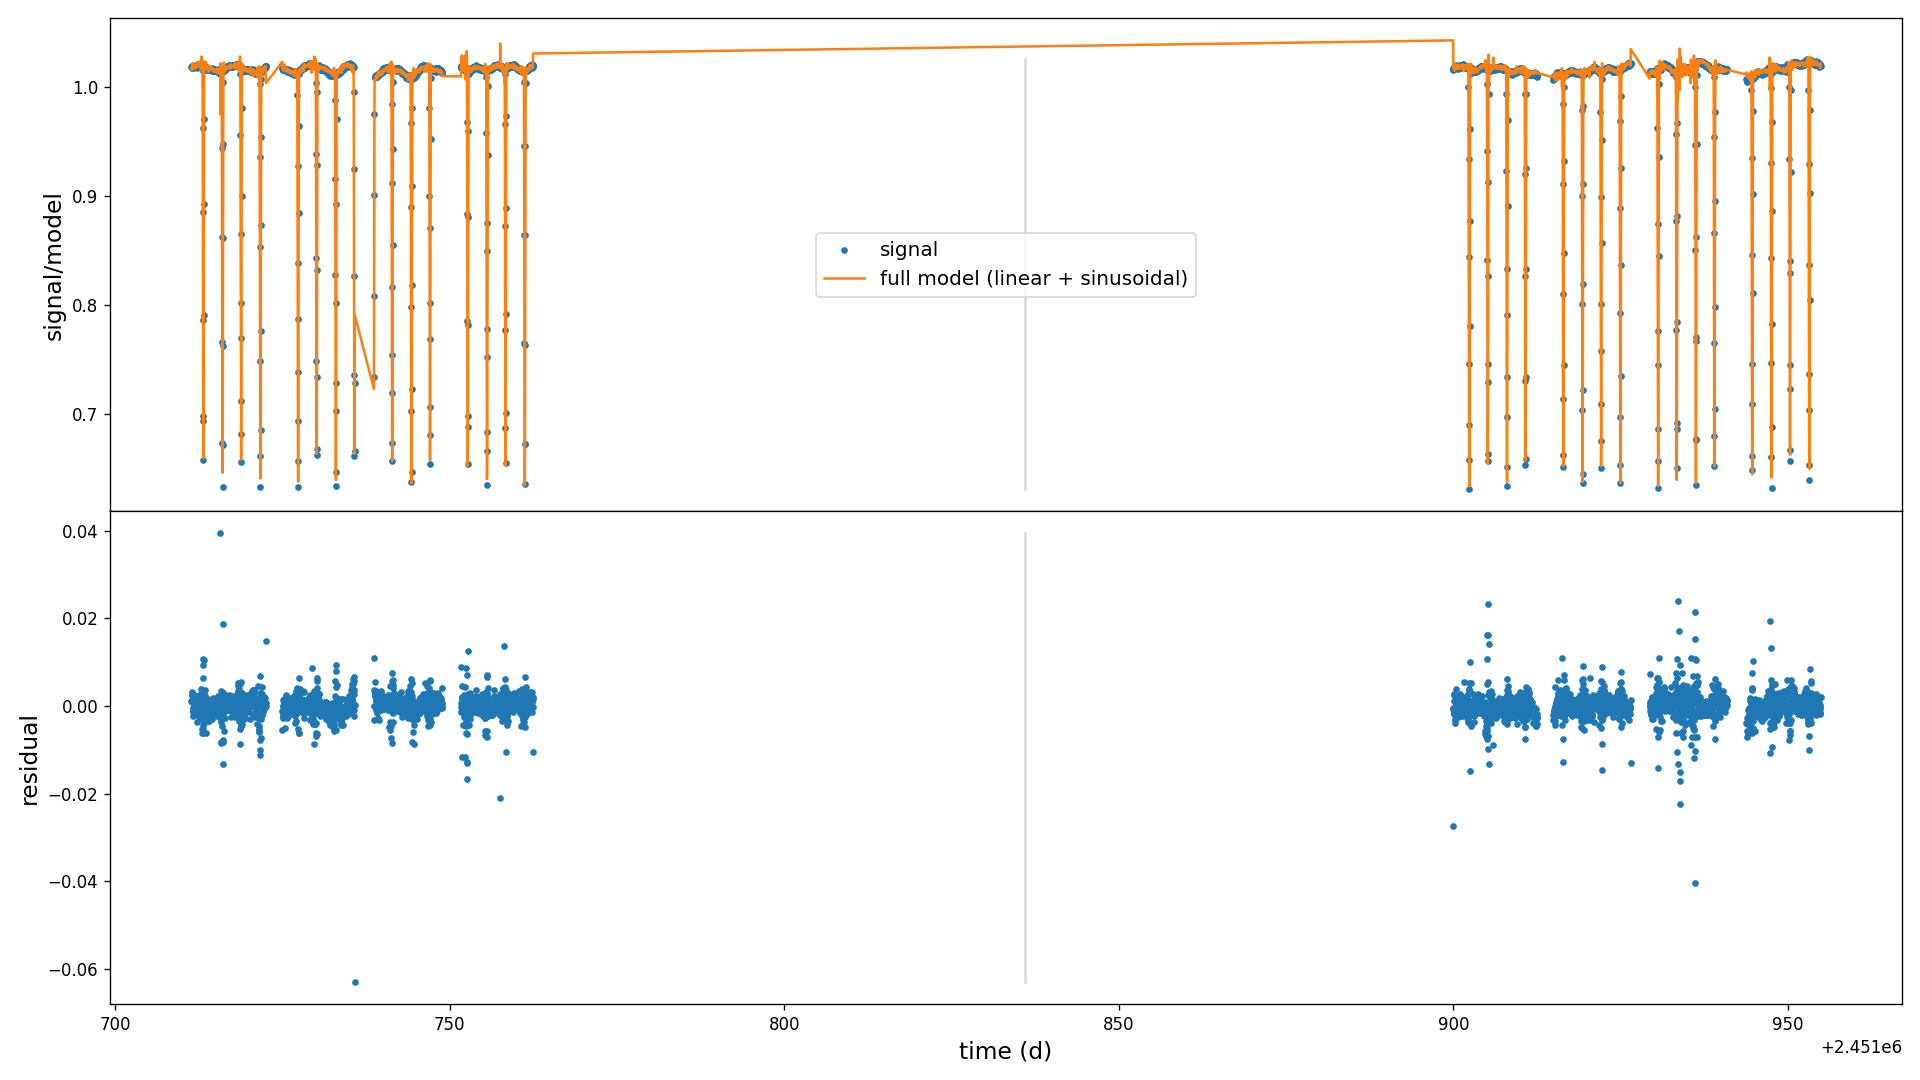 signal/model
1.0
0.9
0.8
0.7
signal
full model (linear + sinusoidal)
residual
0.04
0.02
0.00
−0.02
−0.04
−0.06
700
750
800
850
900
950
time (d)
+2.451e6